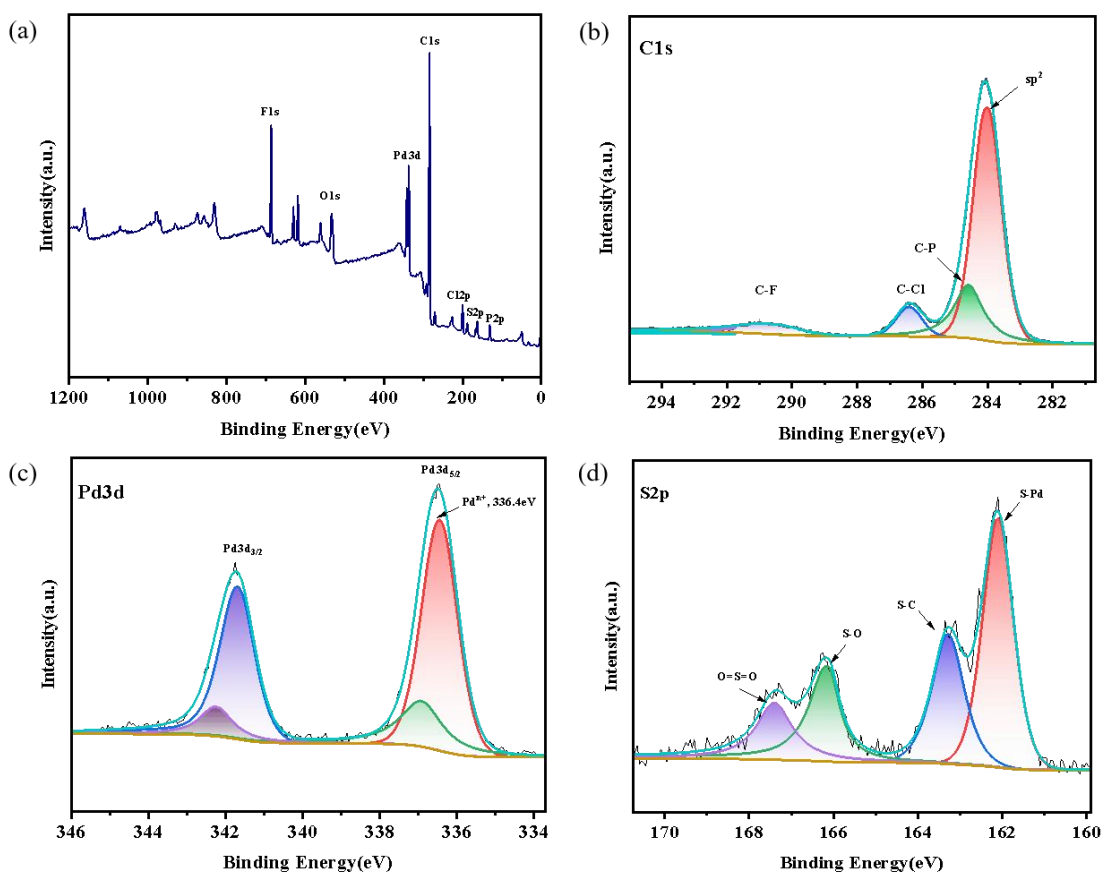 (a)
C1s
F1s
Pd3d
O1s
Cl2p
S2p
P2p
Intensity(a.u.)
1200 1000 800 600 400 200 0
Binding Energy(eV)
(b)
C1s
sp²
C-P
C-Cl
C-F
Intensity(a.u.)
294 292 290 288 286 284 282
Binding Energy(eV)
(c)
Pd3d
Pd3d₅/₂
Pdⁿ⁺, 336.4eV
Pd3d₃/₂
Intensity(a.u.)
346 344 342 340 338 336 334
Binding Energy(eV)
(d)
S2p
S-Pd
S-C
S-O
O=S=O
Intensity(a.u.)
170 168 166 164 162 160
Binding Energy(eV)